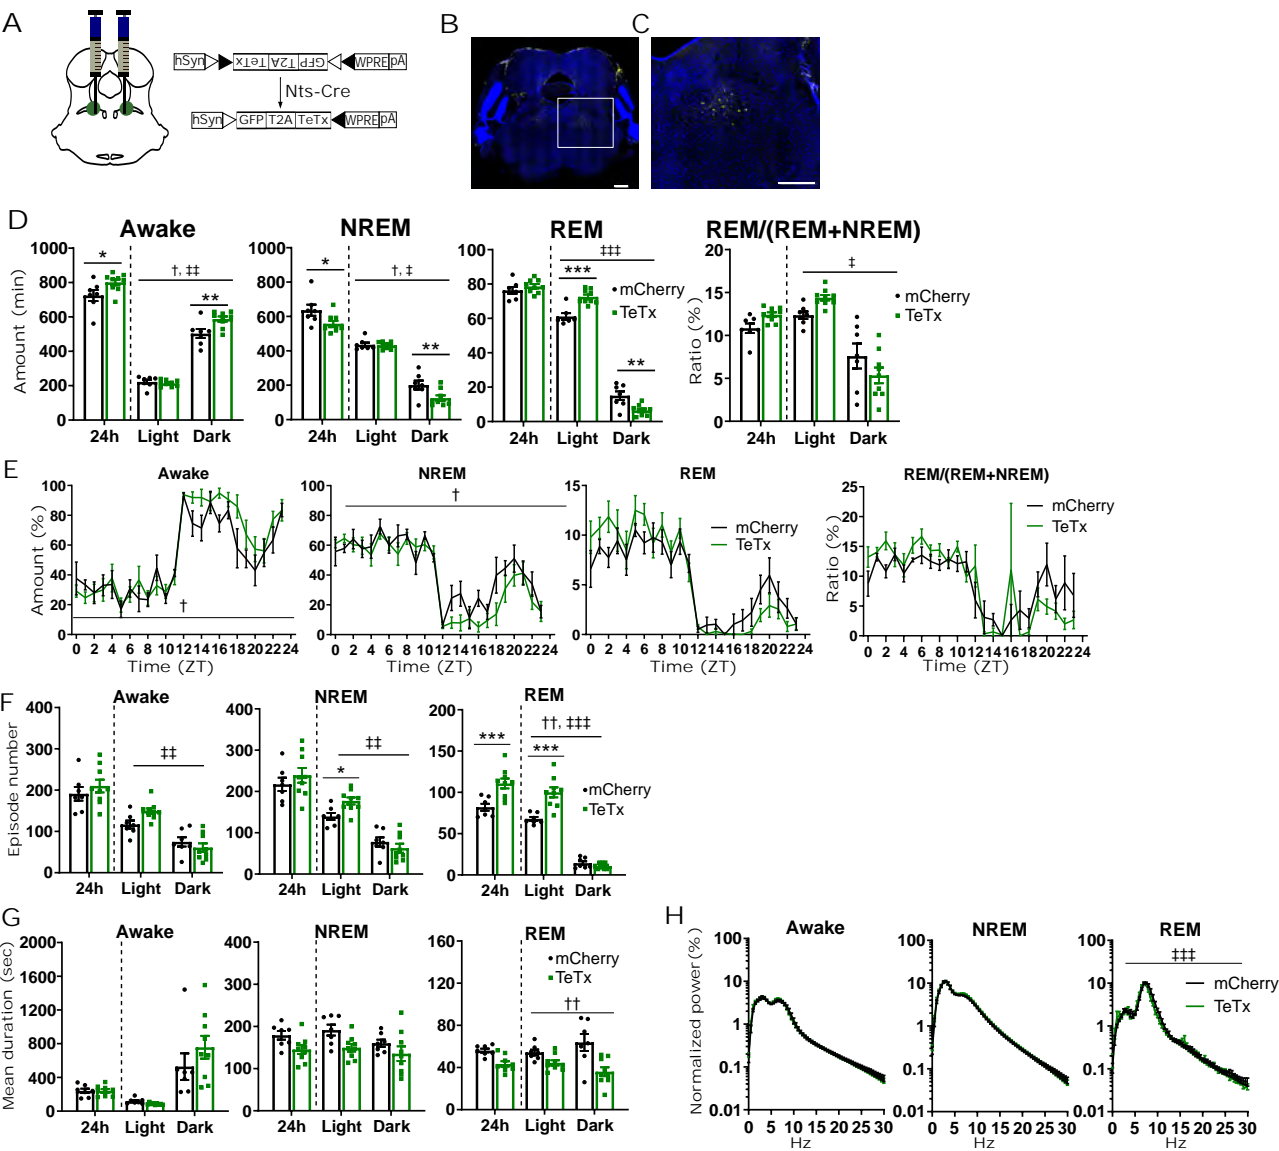 A
hSyn
TeTx
T2A
GFP
WPRE
pA
Nts-Cre
hSyn
GFP
T2A
TeTx
WPRE
pA
B
C
D
Awake
NREM
REM
REM/(REM+NREM)
Amount (min)
1000
800
600
400
200
0
*
†, ‡‡
**
24h Light Dark
1000
800
600
400
200
0
*
†, ‡
**
24h Light Dark
100
80
60
40
20
0
‡‡‡
***
**
mCherry
TeTx
24h Light Dark
Ratio (%)
20
15
10
5
0
‡
mCherry
TeTx
24h Light Dark
E
Awake
NREM
REM
REM/(REM+NREM)
Amount (%)
100
80
60
40
20
0
†
0 2 4 6 8 10 12 14 16 18 20 22 24
Time (ZT)
100
80
60
40
20
0
†
0 2 4 6 8 10 12 14 16 18 20 22 24
Time (ZT)
15
10
5
0
mCherry
TeTx
0 2 4 6 8 10 12 14 16 18 20 22 24
Time (ZT)
Ratio (%)
25
20
15
10
5
0
mCherry
TeTx
0 2 4 6 8 10 12 14 16 18 20 22 24
Time (ZT)
F
Awake
NREM
REM
Episode number
400
300
200
100
0
‡‡
24h Light Dark
400
300
200
100
0
‡‡
*
24h Light Dark
200
150
100
50
0
***
††, ‡‡‡
***
mCherry
TeTx
24h Light Dark
G
Awake
NREM
REM
Mean duration (sec)
2000
1600
1200
800
400
0
24h Light Dark
400
300
200
100
0
24h Light Dark
160
120
80
40
0
mCherry
TeTx
††
24h Light Dark
H
Awake
NREM
REM
Normalized power (%)
100
10
1
0.1
0.01
0 5 10 15 20 25 30
Hz
100
10
1
0.1
0.01
0 5 10 15 20 25 30
Hz
100
10
1
0.1
0.01
‡‡‡
mCherry
TeTx
0 5 10 15 20 25 30
Hz